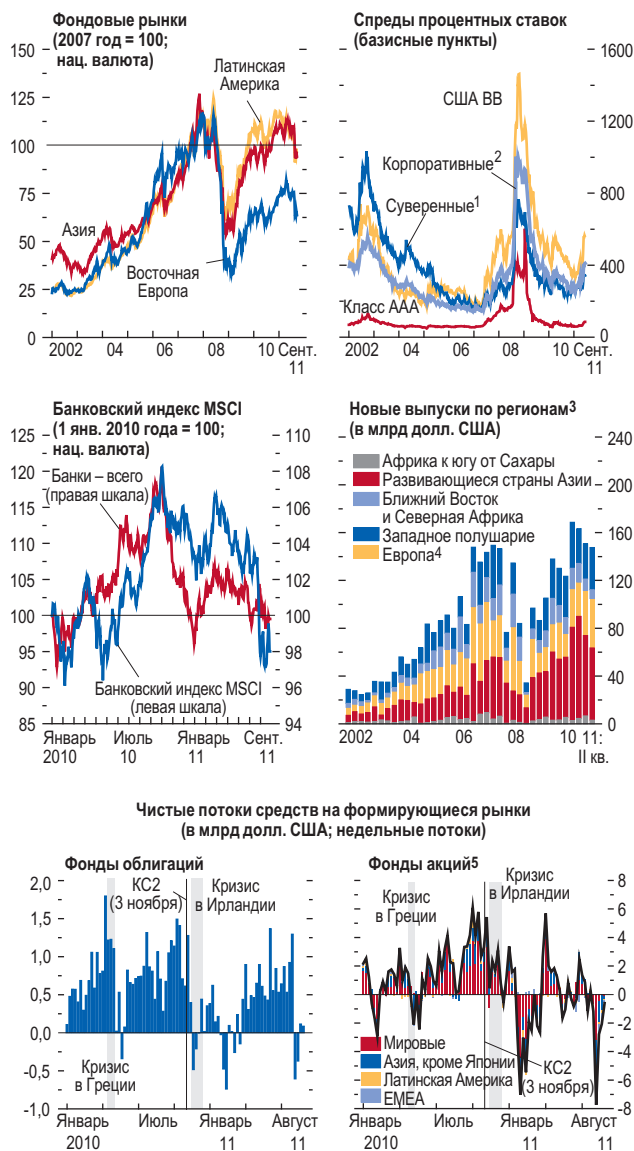 Фондовые рынки
(2007 год = 100;
нац. валюта)
150
125
100
75
50
25
0
Латинская
Америка
Азия
Восточная
Европа
2002 04 06 08 10 Сент.
11
Спреды процентных ставок
(базисные пункты)
1600
1200
800
400
0
США BB
Корпоративные2
Суверенные1
Класс AAA
2002 04 06 08 10 Сент.
11
Банковский индекс MSCI
(1 янв. 2010 года = 100;
нац. валюта)
125
120
115
110
105
100
95
90
85
110
108
106
104
102
100
98
96
94
Банки – всего
(правая шкала)
Банковский индекс MSCI
(левая шкала)
Январь Июль Январь Сент.
2010 10 11 11
Новые выпуски по регионам3
(в млрд долл. США)
240
200
160
120
80
40
0
Африка к югу от Сахары
Развивающиеся страны Азии
Ближний Восток
и Северная Африка
Западное полушарие
Европа4
2002 04 06 08 10 11:
II кв.
Чистые потоки средств на формирующиеся рынки
(в млрд долл. США; недельные потоки)
Фонды облигаций
2,0
1,5
1,0
0,5
0,0
-0,5
-1,0
КС2
(3 ноября)
Кризис
в Ирландии
Кризис
в Греции
Январь Июль Январь Август
2010 11 11
Фонды акций5
8
6
4
2
0
-2
-4
-6
-8
Кризис
в Греции
Кризис
в Ирландии
Мировые
Азия, кроме Японии
Латинская Америка
EMEA
КС2
(3 ноября)
Январь Июль Январь Август
2010 11 11